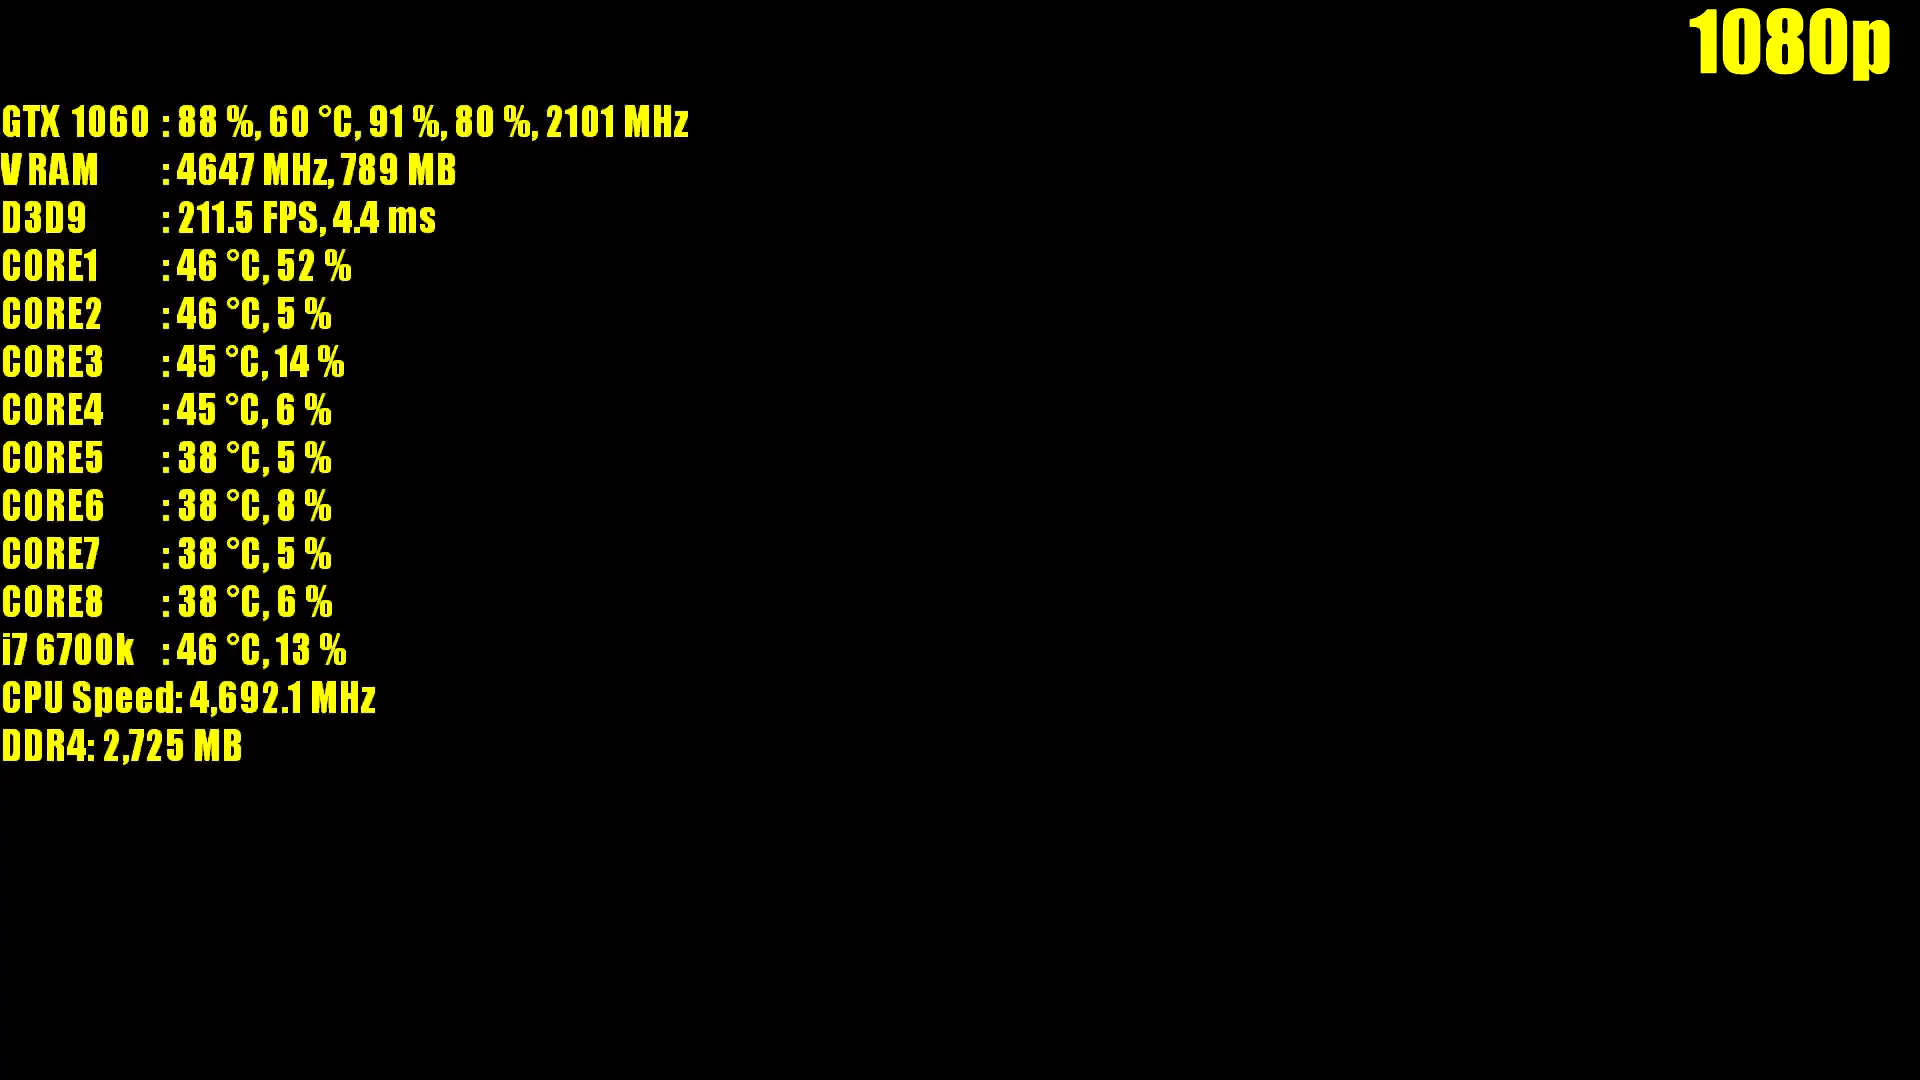 1080p
GTX 1060 : 88 %, 60 °C, 91 %, 80 %, 2101 MHz
VRAM : 4647 MHz, 789 MB
D3D9 : 211.5 FPS, 4.4 ms
CORE1 : 46 °C, 52 %
CORE2 : 46 °C, 5 %
CORE3 : 45 °C, 14 %
CORE4 : 45 °C, 6 %
CORE5 : 38 °C, 5 %
CORE6 : 38 °C, 8 %
CORE7 : 38 °C, 5 %
CORE8 : 38 °C, 6 %
i7 6700k : 46 °C, 13 %
CPU Speed: 4,692.1 MHz
DDR4: 2,725 MB